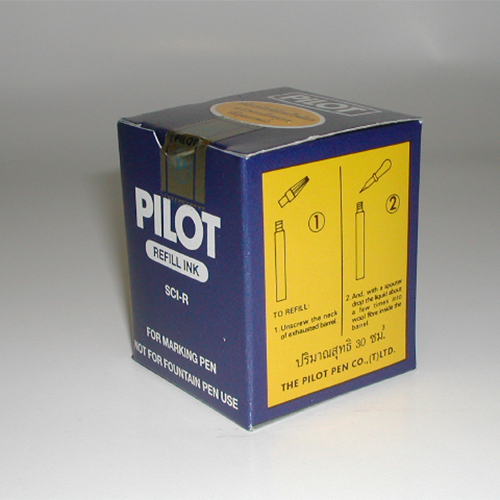 PILOT
PILOT
PILOT
REFILL INK
SCI-R
FOR MARKING PEN
NOT FOR FOUNTAIN PEN USE
1
2
TO REFILL:
1. Unscrew the neck
of exhausted barrel.
2. And, with a spouter
drop the liquid about
a few times into
wool fibre inside the
barrel.
ปริมาณสุทธิ 30 ซม.3
THE PILOT PEN CO.,(T)LTD.